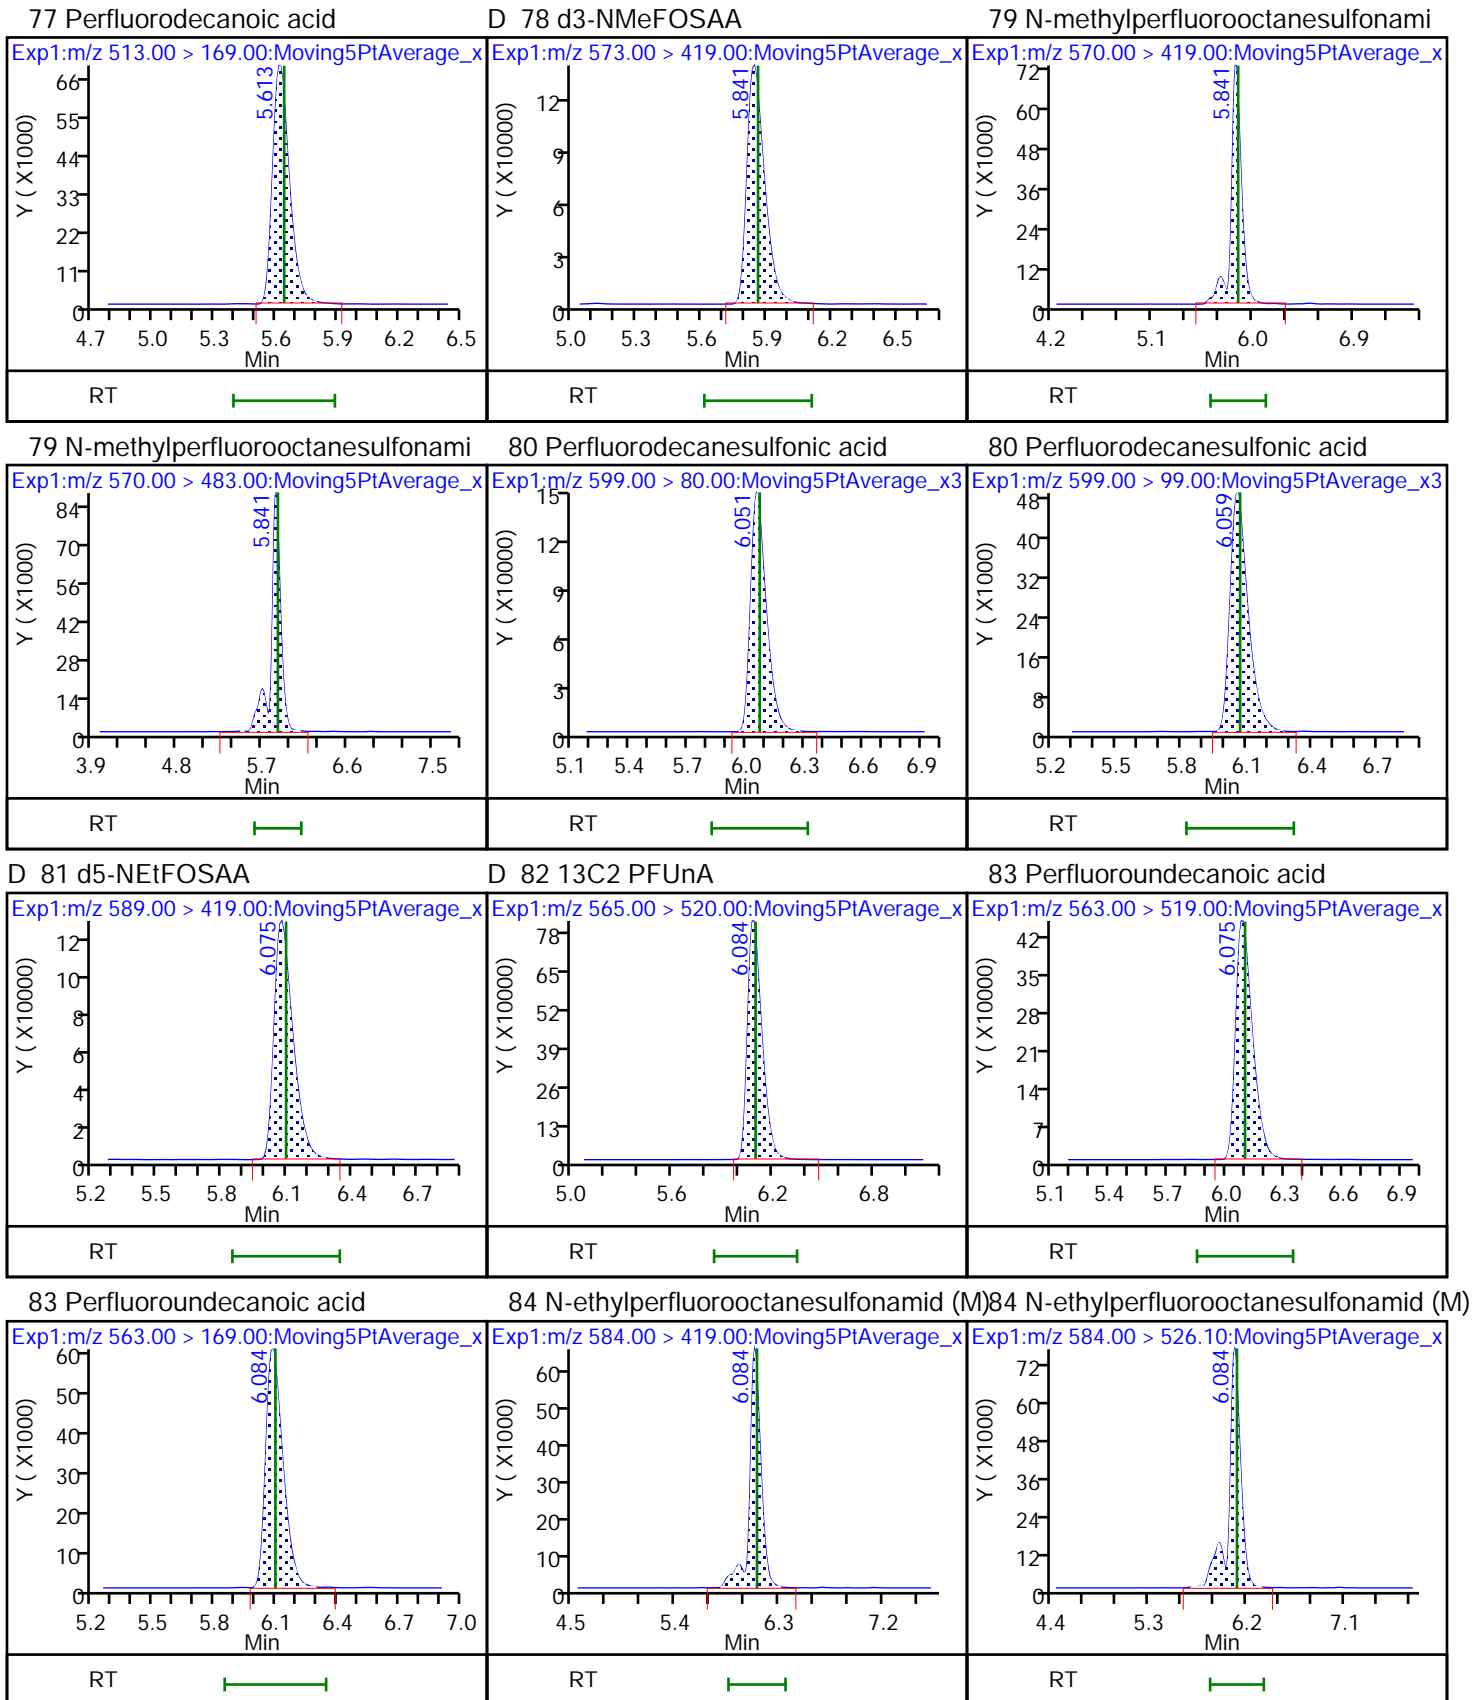 77 Perfluorodecanoic acid
Exp1:m/z 513.00 > 169.00:Moving5PtAverage_x
5.613
Y ( X1000)
66
55
44
33
22
11
0
4.7 5.0 5.3 5.6 5.9 6.2 6.5
Min
RT
D 78 d3-NMeFOSAA
Exp1:m/z 573.00 > 419.00:Moving5PtAverage_x
5.841
Y ( X10000)
12
9
6
3
0
5.0 5.3 5.6 5.9 6.2 6.5
Min
RT
79 N-methylperfluorooctanesulfonami
Exp1:m/z 570.00 > 419.00:Moving5PtAverage_x
5.841
Y ( X1000)
72
60
48
36
24
12
0
4.2 5.1 6.0 6.9
Min
RT
79 N-methylperfluorooctanesulfonami
Exp1:m/z 570.00 > 483.00:Moving5PtAverage_x
5.841
Y ( X1000)
84
70
56
42
28
14
0
3.9 4.8 5.7 6.6 7.5
Min
RT
80 Perfluorodecanesulfonic acid
Exp1:m/z 599.00 > 80.00:Moving5PtAverage_x3
6.051
Y ( X10000)
15
12
9
6
3
0
5.1 5.4 5.7 6.0 6.3 6.6 6.9
Min
RT
80 Perfluorodecanesulfonic acid
Exp1:m/z 599.00 > 99.00:Moving5PtAverage_x3
6.059
Y ( X1000)
48
40
32
24
16
8
0
5.2 5.5 5.8 6.1 6.4 6.7
Min
RT
D 81 d5-NEtFOSAA
Exp1:m/z 589.00 > 419.00:Moving5PtAverage_x
6.075
Y ( X10000)
12
10
8
6
4
2
0
5.2 5.5 5.8 6.1 6.4 6.7
Min
RT
D 82 13C2 PFUnA
Exp1:m/z 565.00 > 520.00:Moving5PtAverage_x
6.084
Y ( X10000)
78
65
52
39
26
13
0
5.0 5.6 6.2 6.8
Min
RT
83 Perfluoroundecanoic acid
Exp1:m/z 563.00 > 519.00:Moving5PtAverage_x
6.075
Y ( X10000)
42
35
28
21
14
7
0
5.1 5.4 5.7 6.0 6.3 6.6 6.9
Min
RT
83 Perfluoroundecanoic acid
Exp1:m/z 563.00 > 169.00:Moving5PtAverage_x
6.084
Y ( X1000)
60
50
40
30
20
10
0
5.2 5.5 5.8 6.1 6.4 6.7 7.0
Min
RT
84 N-ethylperfluorooctanesulfonamid (M)
Exp1:m/z 584.00 > 419.00:Moving5PtAverage_x
6.084
Y ( X1000)
60
50
40
30
20
10
0
4.5 5.4 6.3 7.2
Min
RT
84 N-ethylperfluorooctanesulfonamid (M)
Exp1:m/z 584.00 > 526.10:Moving5PtAverage_x
6.084
Y ( X1000)
72
60
48
36
24
12
0
4.4 5.3 6.2 7.1
Min
RT